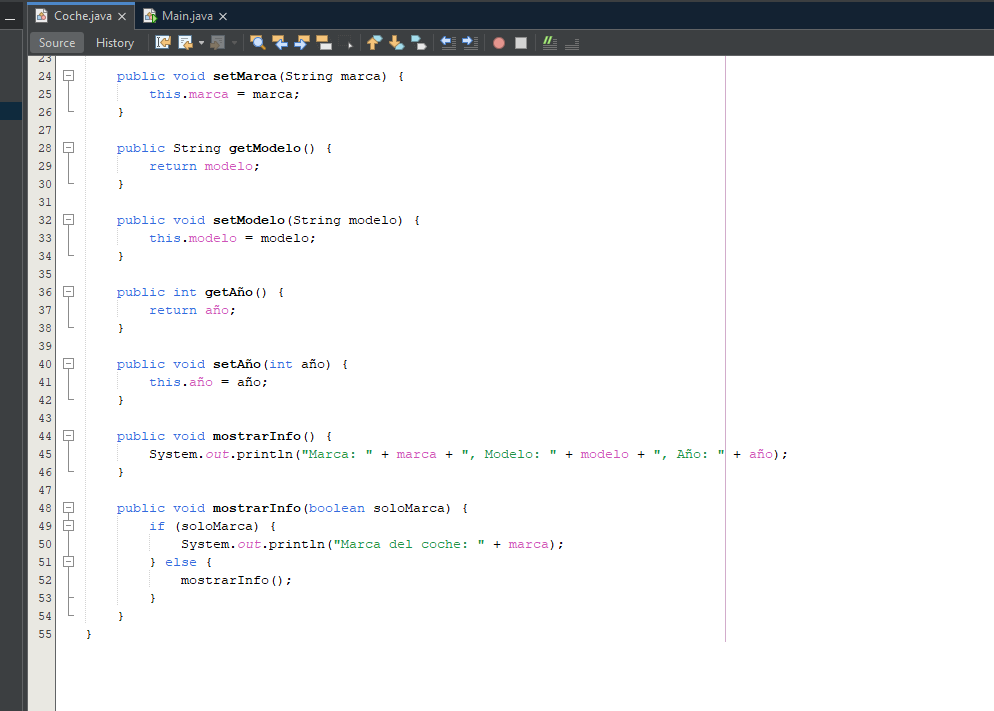 Coche.java
Main.java
Source
History
23
24 public void setMarca(String marca) {
25 this.marca = marca;
26 }
27
28 public String getModelo() {
29 return modelo;
30 }
31
32 public void setModelo(String modelo) {
33 this.modelo = modelo;
34 }
35
36 public int getAño() {
37 return año;
38 }
39
40 public void setAño(int año) {
41 this.año = año;
42 }
43
44 public void mostrarInfo() {
45 System.out.println("Marca: " + marca + ", Modelo: " + modelo + ", Año: " + año);
46 }
47
48 public void mostrarInfo(boolean soloMarca) {
49 if (soloMarca) {
50 System.out.println("Marca del coche: " + marca);
51 } else {
52 mostrarInfo();
53 }
54 }
55 }